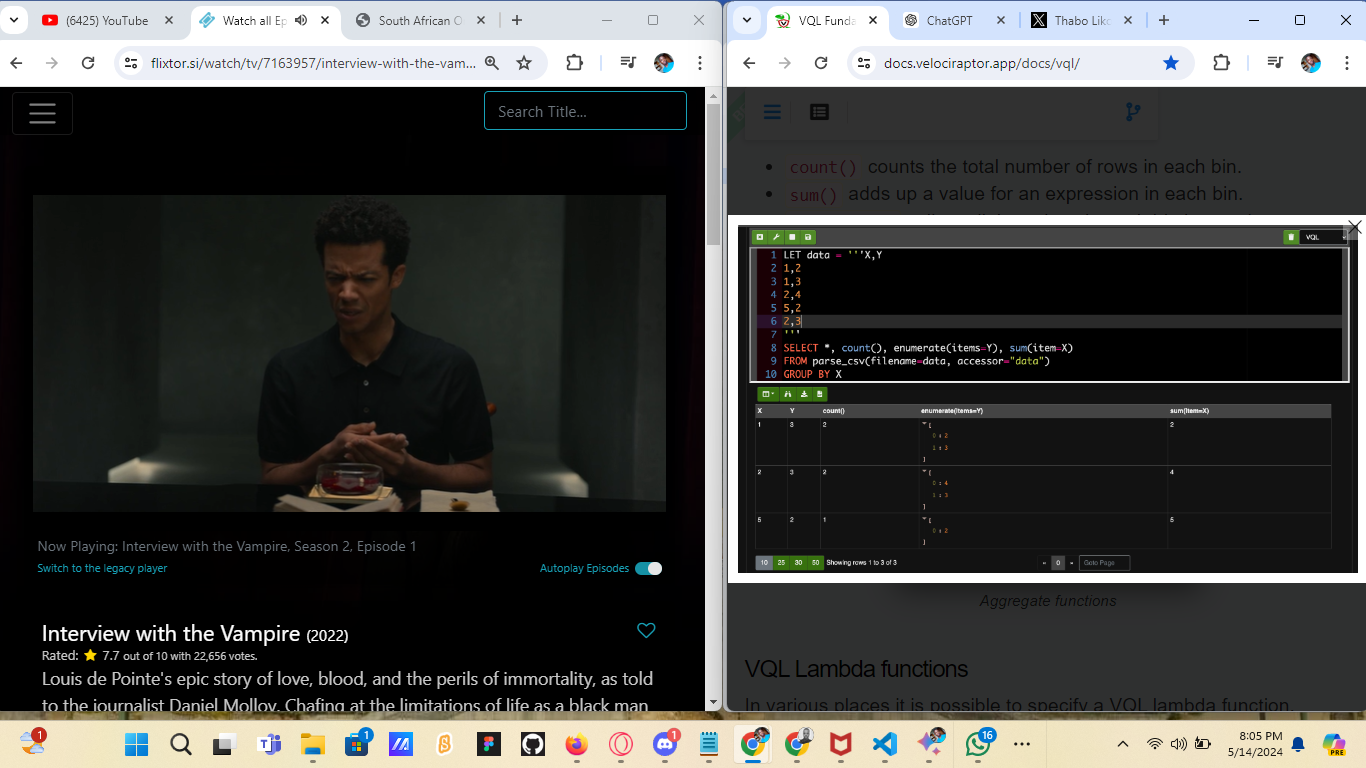 (6425) YouTube
Watch all Ep
South African O
flixtor.si/watch/tv/7163957/interview-with-the-vam...
Search Title...
Now Playing: Interview with the Vampire, Season 2, Episode 1
Switch to the legacy player
Autoplay Episodes
Interview with the Vampire (2022)
Rated: 7.7 out of 10 with 22,656 votes.
Louis de Pointe's epic story of love, blood, and the perils of immortality, as told
to the journalist Daniel Molloy. Chafing at the limitations of life as a black man
VQL Funda
ChatGPT
Thabo Liko
docs.velociraptor.app/docs/vql/
count() counts the total number of rows in each bin.
sum() adds up a value for an expression in each bin.
VQL
1 LET data = '''X,Y
2 1,2
3 1,3
4 2,4
5 5,2
6 2,3
7 '''
8 SELECT *, count(), enumerate(items=Y), sum(item=X)
9 FROM parse_csv(filename=data, accessor="data")
10 GROUP BY X
X Y count() enumerate(items=Y) sum(item=X)
1 3 2 [ 2
0 : 2
1 : 3
]
2 3 2 [ 4
0 : 4
1 : 3
]
5 2 1 [ 5
0 : 2
]
10 25 30 50 Showing rows 1 to 3 of 3 « 0 » Goto Page
Aggregate functions
VQL Lambda functions
In various places it is possible to specify a VQL lambda function.
1
1
1
16
PRE
8:05 PM
5/14/2024